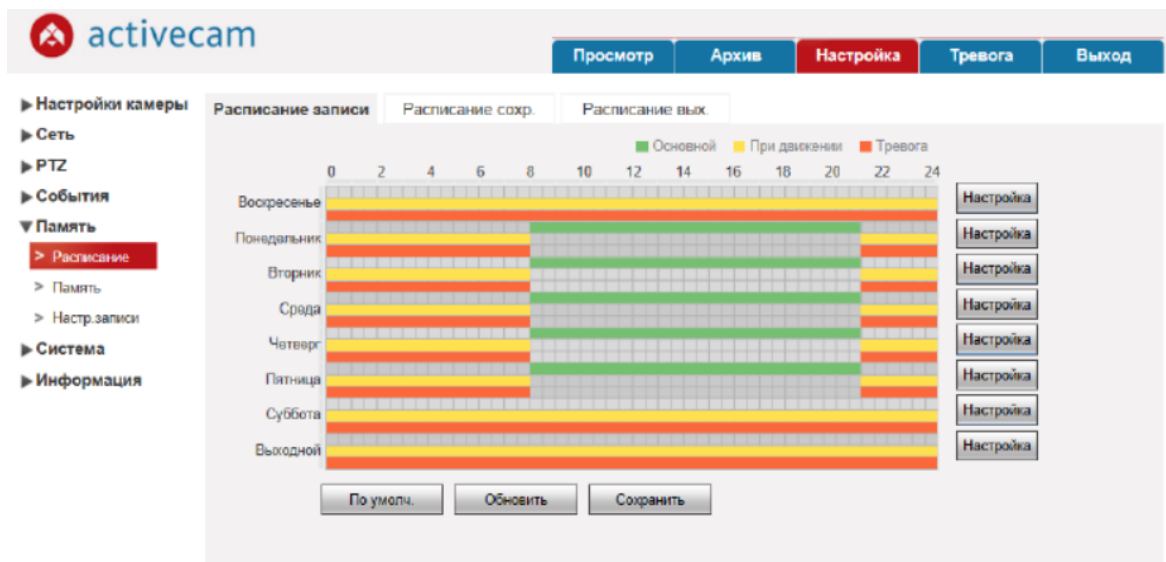 activecam
Просмотр Архив Настройка Тревога Выход
Настройки камеры
Сеть
PTZ
События
Память
> Расписание
> Память
> Настр.записи
Система
Информация
Расписание записи Расписание сохр. Расписание вых.
Основной При движении Тревога
0 2 4 6 8 10 12 14 16 18 20 22 24
Воскресенье Настройка
Понедельник Настройка
Вторник Настройка
Среда Настройка
Четверг Настройка
Пятница Настройка
Суббота Настройка
Выходной Настройка
По умолч. Обновить Сохранить